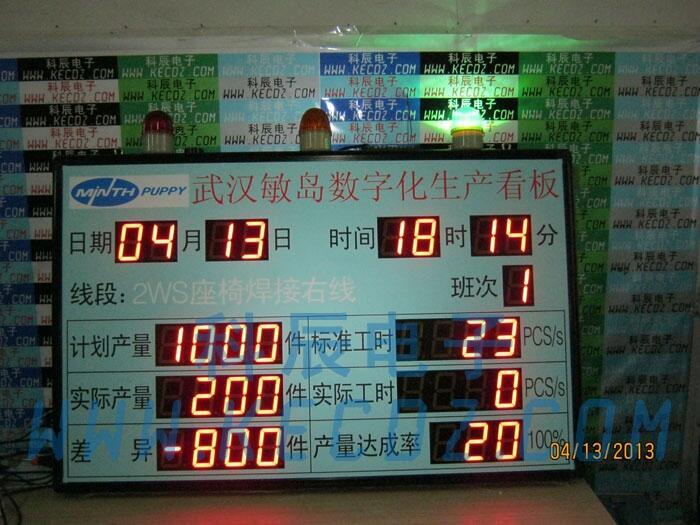 科辰电子
WWW.KECDZ.COM
MINTH PUPPY 武汉敏岛数字化生产看板
日期 04 月 13 日 时间 18 时 14 分
线段: 2WS座椅焊接右线 班次 1
计划产量 1000 件 标准工时 23 PCS/s
实际产量 200 件 实际工时 0 PCS/s
差 异 -800 件 产量达成率 20 100%
科辰电子
WWW.KECDZ.COM
04/13/2013